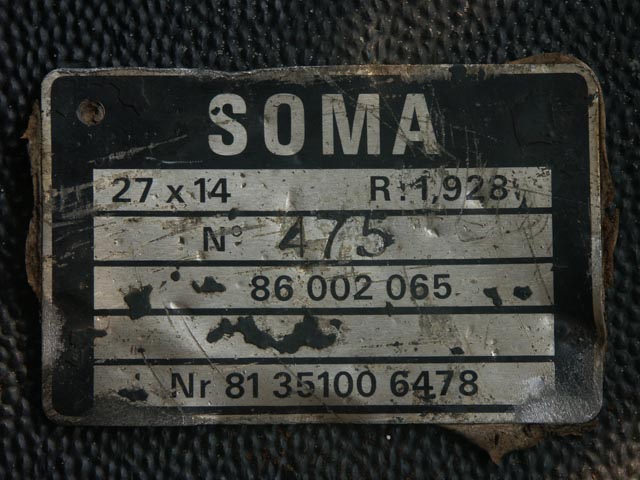 SOMA
27 x 14 R: 1,928
N° 475
86 002 065
Nr 81 35100 6478